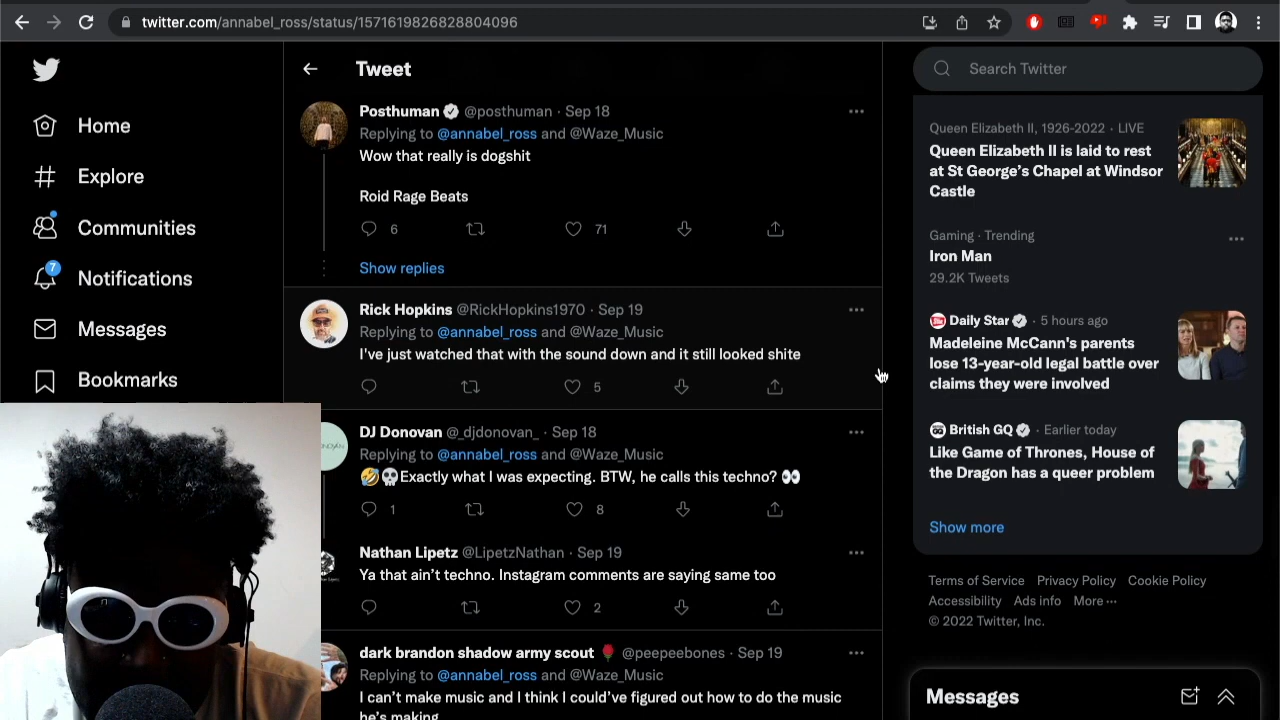 twitter.com/annabel_ross/status/1571619826828804096
Home
Explore
Communities
7
Notifications
Messages
Bookmarks
Tweet
Posthuman @posthuman · Sep 18
Replying to @annabel_ross and @Waze_Music
Wow that really is dogshit
Roid Rage Beats
6 71
Show replies
Rick Hopkins @RickHopkins1970 · Sep 19
Replying to @annabel_ross and @Waze_Music
I've just watched that with the sound down and it still looked shite
5
DJ Donovan @_djdonovan_ · Sep 18
Replying to @annabel_ross and @Waze_Music
🤣💀Exactly what I was expecting. BTW, he calls this techno? 👀
1 8
Nathan Lipetz @LipetzNathan · Sep 19
Ya that ain’t techno. Instagram comments are saying same too
2
dark brandon shadow army scout 🌹 @peepeebones · Sep 19
Replying to @annabel_ross and @Waze_Music
I can’t make music and I think I could’ve figured out how to do the music
he’s making
Search Twitter
Queen Elizabeth II, 1926-2022 · LIVE
Queen Elizabeth II is laid to rest
at St George’s Chapel at Windsor
Castle
Gaming · Trending
Iron Man
29.2K Tweets
Daily Star · 5 hours ago
Madeleine McCann's parents
lose 13-year-old legal battle over
claims they were involved
British GQ · Earlier today
Like Game of Thrones, House of
the Dragon has a queer problem
Show more
Terms of Service Privacy Policy Cookie Policy
Accessibility Ads info More ···
© 2022 Twitter, Inc.
Messages